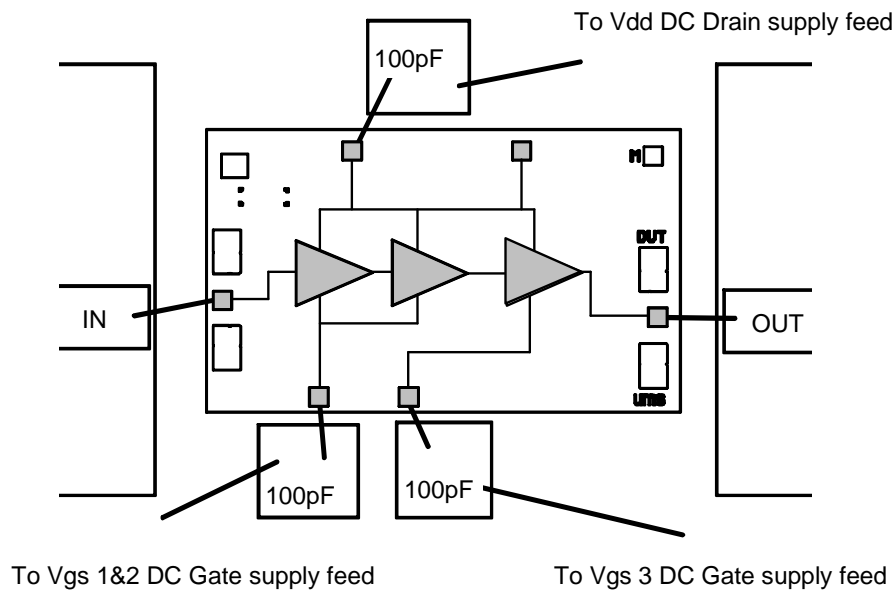 To Vdd DC Drain supply feed
100pF
M
OUT
IN
OUT
ums
100pF
100pF
To Vgs 1&2 DC Gate supply feed
To Vgs 3 DC Gate supply feed